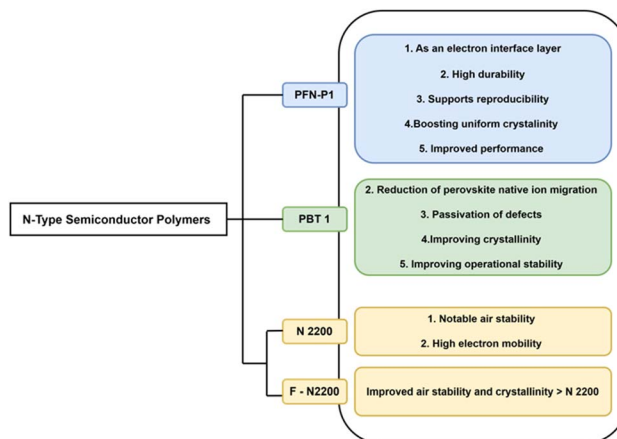 N-Type Semiconductor Polymers
PFN-P1
1. As an electron interface layer
2. High durability
3. Supports reproducibility
4.Boosting uniform crystalinity
5. Improved performance
PBT 1
2. Reduction of perovskite native ion migration
3. Passivation of defects
4.Improving crystallinity
5. Improving operational stability
N 2200
1. Notable air stability
2. High electron mobility
F - N2200
Improved air stability and crystallinity > N 2200